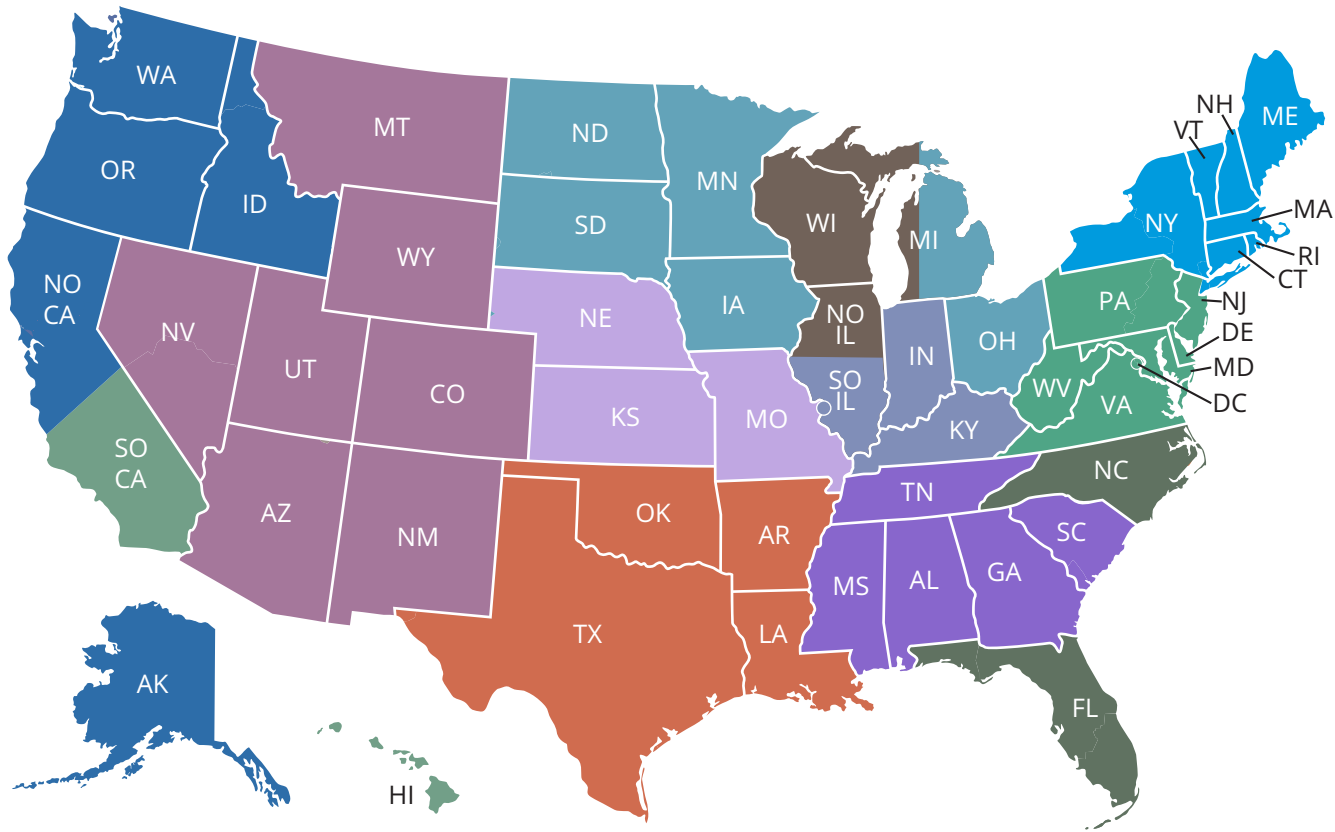 WA
OR
ID
MT
WY
NO
CA
SO
CA
NV
UT
CO
AZ
NM
ND
SD
NE
KS
MN
IA
MO
WI
MI
NO
IL
SO
IL
IN
OH
KY
OK
TX
AR
LA
TN
MS
AL
GA
SC
NC
FL
WV
VA
PA
NY
VT
NH
ME
MA
RI
CT
NJ
DE
MD
DC
AK
HI